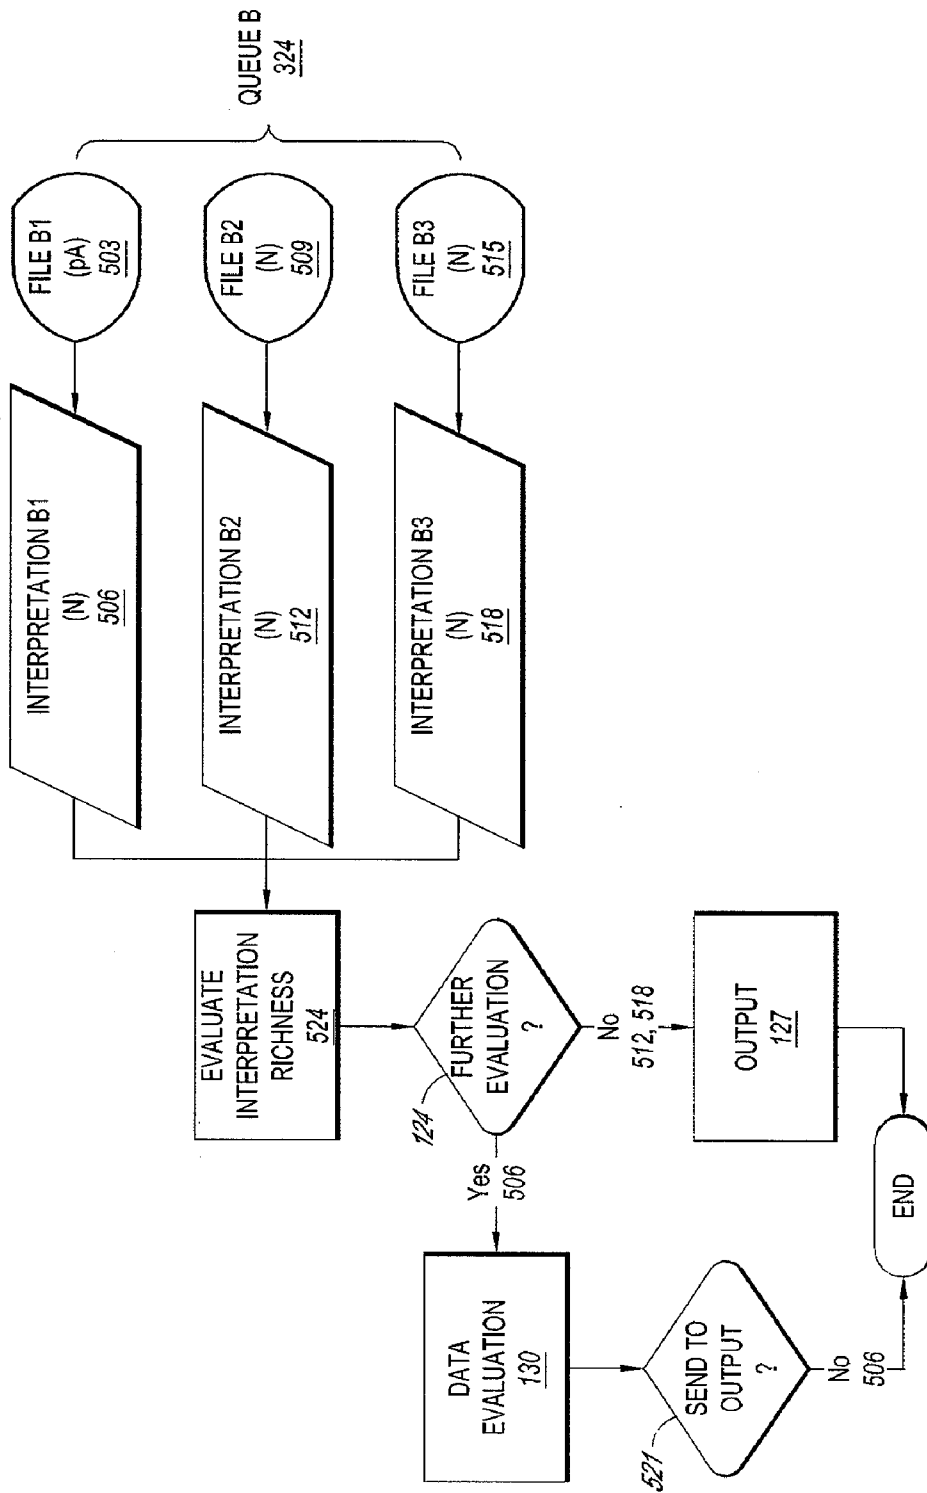 QUEUE B
324
FILE B1
(pA)
503
FILE B2
(N)
509
FILE B3
(N)
515
INTERPRETATION B1
(N)
506
INTERPRETATION B2
(N)
512
INTERPRETATION B3
(N)
518
EVALUATE
INTERPRETATION
RICHNESS
524
124
FURTHER
EVALUATION
?
No
512, 518
Yes
506
OUTPUT
127
DATA
EVALUATION
130
521
SEND TO
OUTPUT
?
No
506
END